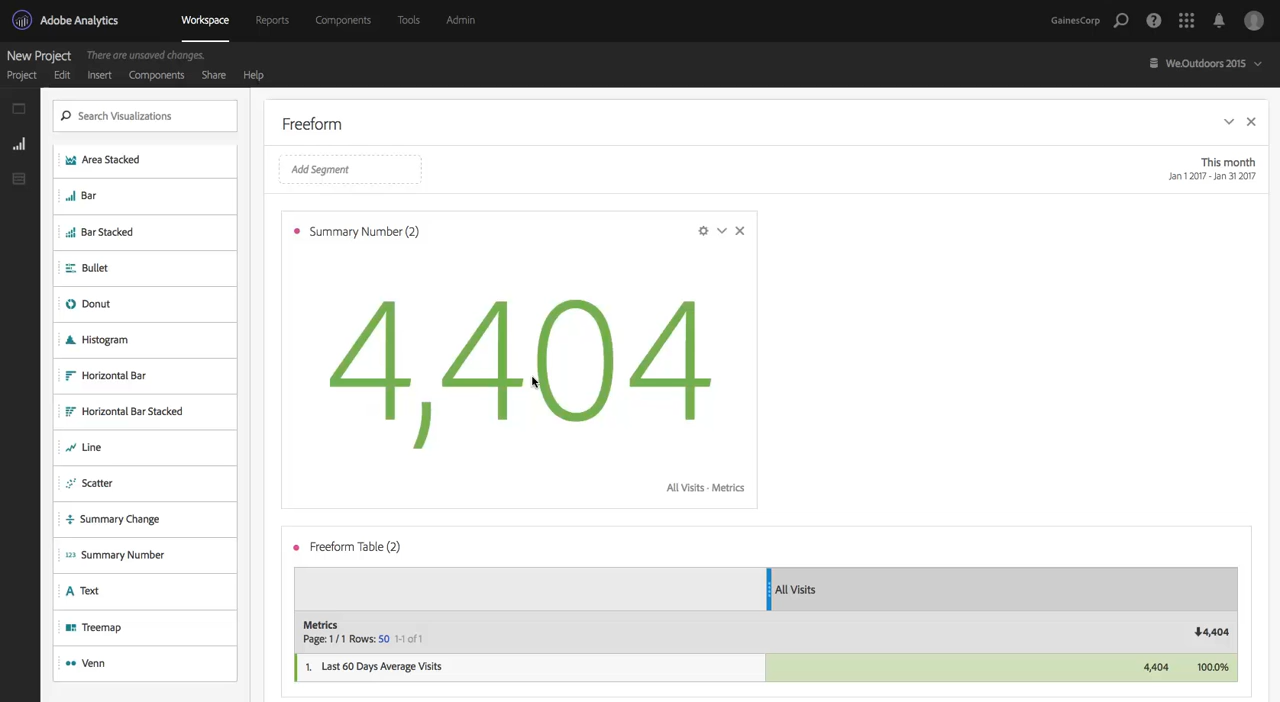 Adobe Analytics
Workspace
Reports
Components
Tools
Admin
GainesCorp
New Project
There are unsaved changes.
Project
Edit
Insert
Components
Share
Help
We.Outdoors 2015
Search Visualizations
Area Stacked
Bar
Bar Stacked
Bullet
Donut
Histogram
Horizontal Bar
Horizontal Bar Stacked
Line
Scatter
Summary Change
123 Summary Number
A Text
Treemap
Venn
Freeform
Add Segment
This month
Jan 1 2017 - Jan 31 2017
Summary Number (2)
4,404
All Visits - Metrics
Freeform Table (2)
All Visits
Metrics
Page: 1 / 1 Rows: 50 1-1 of 1
4,404
1. Last 60 Days Average Visits 4,404 100.0%